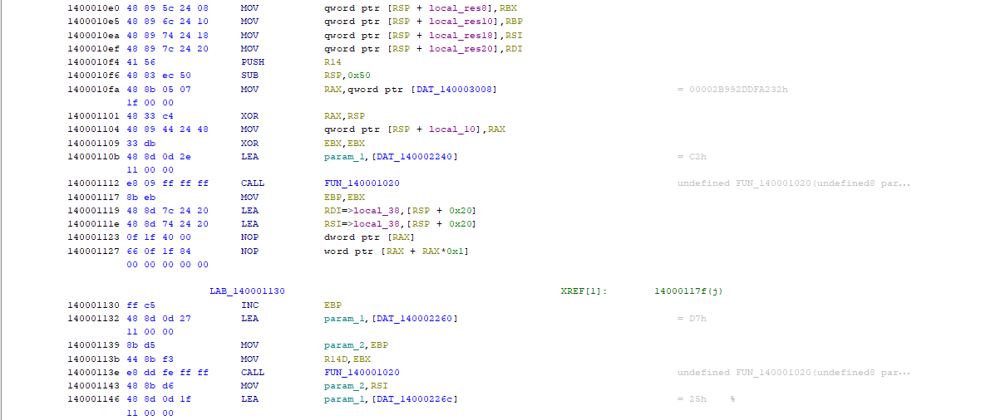 1400010e0 48 89 5c 24 08 MOV qword ptr [RSP + local_res8],RBX
1400010e5 48 89 6c 24 10 MOV qword ptr [RSP + local_res10],RBP
1400010ea 48 89 74 24 18 MOV qword ptr [RSP + local_res18],RSI
1400010ef 48 89 7c 24 20 MOV qword ptr [RSP + local_res20],RDI
1400010f4 41 56 PUSH R14
1400010f6 48 83 ec 50 SUB RSP,0x50
1400010fa 48 8b 05 07 MOV RAX,qword ptr [DAT_140003008] = 00002B992DDFA232h
1f 00 00
140001101 48 33 c4 XOR RAX,RSP
140001104 48 89 44 24 48 MOV qword ptr [RSP + local_10],RAX
140001109 33 db XOR EBX,EBX
14000110b 48 8d 0d 2e LEA param_1,[DAT_140002240] = C2h
11 00 00
140001112 e8 09 ff ff ff CALL FUN_140001020 undefined FUN_140001020(undefined8 par...
140001117 8b eb MOV EBP,EBX
140001119 48 8d 7c 24 20 LEA RDI=>local_38,[RSP + 0x20]
14000111e 48 8d 74 24 20 LEA RSI=>local_38,[RSP + 0x20]
140001123 0f 1f 40 00 NOP dword ptr [RAX]
140001127 66 0f 1f 84 NOP word ptr [RAX + RAX*0x1]
00 00 00 00 00
LAB_140001130 XREF[1]: 14000117f(j)
140001130 ff c5 INC EBP
140001132 48 8d 0d 27 LEA param_1,[DAT_140002260] = D7h
11 00 00
140001139 8b d5 MOV param_2,EBP
14000113b 44 8b f3 MOV R14D,EBX
14000113e e8 dd fe ff ff CALL FUN_140001020 undefined FUN_140001020(undefined8 par...
140001143 48 8b d6 MOV param_2,RSI
140001146 48 8d 0d 1f LEA param_1,[DAT_14000226c] = 25h %
11 00 00